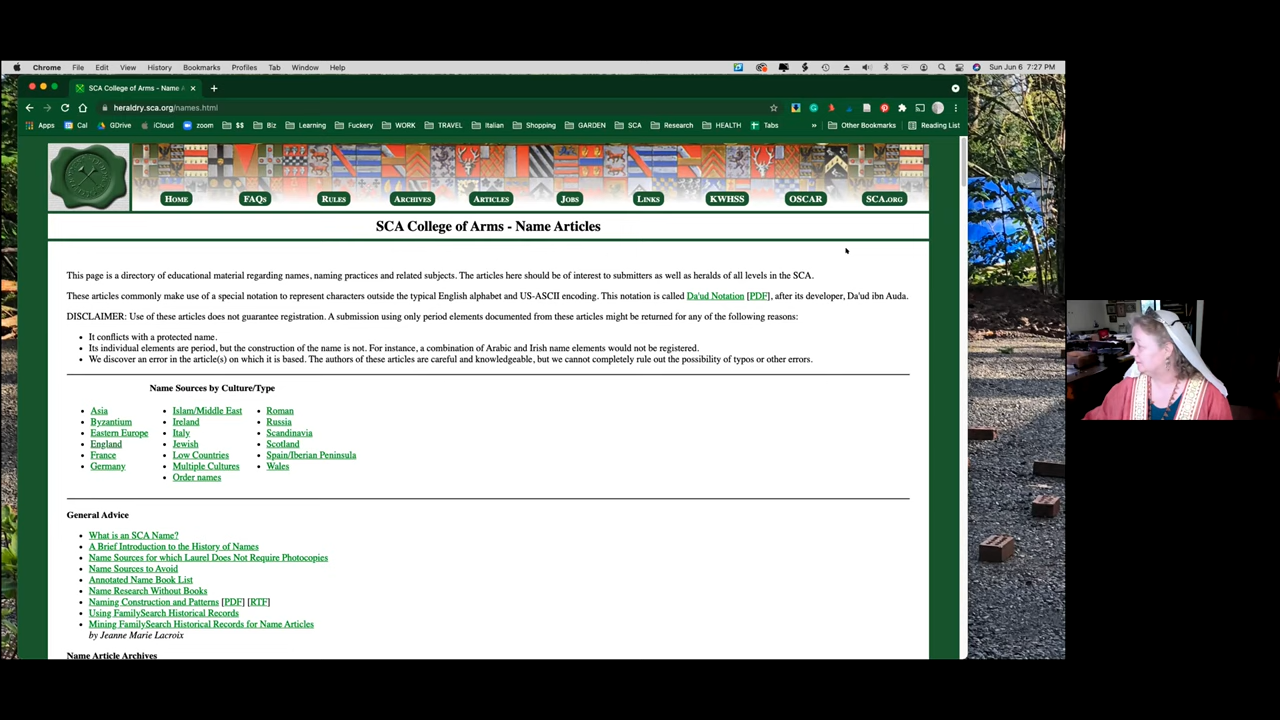 Chrome File Edit View History Bookmarks Profiles Tab Window Help Sun Jun 6 7:27 PM
SCA College of Arms - Name A
heraldry.sca.org/names.html
Apps Cal GDrive iCloud zoom $$ Biz Learning Fuckery WORK TRAVEL Italian Shopping GARDEN SCA Research HEALTH Tabs » Other Bookmarks Reading List
HOME FAQS RULES ARCHIVES ARTICLES JOBS LINKS KWHSS OSCAR SCA.ORG
SCA College of Arms - Name Articles
This page is a directory of educational material regarding names, naming practices and related subjects. The articles here should be of interest to submitters as well as heralds of all levels in the SCA.
These articles commonly make use of a special notation to represent characters outside the typical English alphabet and US-ASCII encoding. This notation is called Da'ud Notation [PDF], after its developer, Da'ud ibn Auda.
DISCLAIMER: Use of these articles does not guarantee registration. A submission using only period elements documented from these articles might be returned for any of the following reasons:
It conflicts with a protected name.
Its individual elements are period, but the construction of the name is not. For instance, a combination of Arabic and Irish name elements would not be registered.
We discover an error in the article(s) on which it is based. The authors of these articles are careful and knowledgeable, but we cannot completely rule out the possibility of typos or other errors.
Name Sources by Culture/Type
Asia
Byzantium
Eastern Europe
England
France
Germany
Islam/Middle East
Ireland
Italy
Jewish
Low Countries
Multiple Cultures
Order names
Roman
Russia
Scandinavia
Scotland
Spain/Iberian Peninsula
Wales
General Advice
What is an SCA Name?
A Brief Introduction to the History of Names
Name Sources for which Laurel Does Not Require Photocopies
Name Sources to Avoid
Annotated Name Book List
Name Research Without Books
Naming Construction and Patterns [PDF] [RTF]
Using FamilySearch Historical Records
Mining FamilySearch Historical Records for Name Articles
by Jeanne Marie Lacroix
Name Article Archives